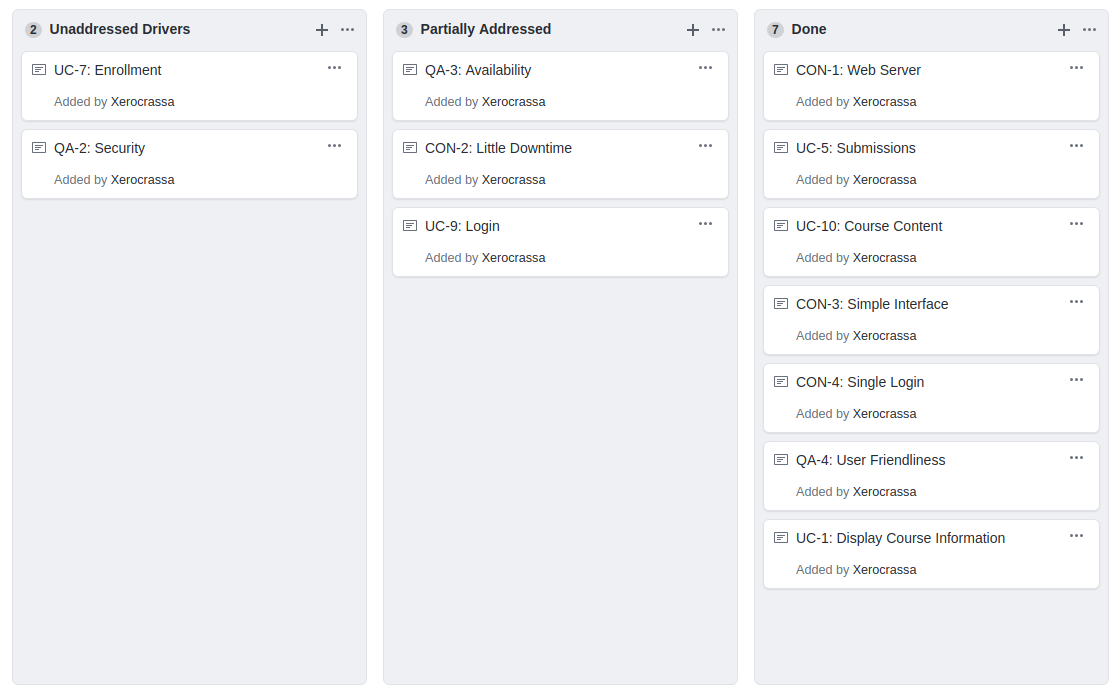 2 Unaddressed Drivers
UC-7: Enrollment
Added by Xerocrassa
QA-2: Security
Added by Xerocrassa
3 Partially Addressed
QA-3: Availability
Added by Xerocrassa
CON-2: Little Downtime
Added by Xerocrassa
UC-9: Login
Added by Xerocrassa
7 Done
CON-1: Web Server
Added by Xerocrassa
UC-5: Submissions
Added by Xerocrassa
UC-10: Course Content
Added by Xerocrassa
CON-3: Simple Interface
Added by Xerocrassa
CON-4: Single Login
Added by Xerocrassa
QA-4: User Friendliness
Added by Xerocrassa
UC-1: Display Course Information
Added by Xerocrassa